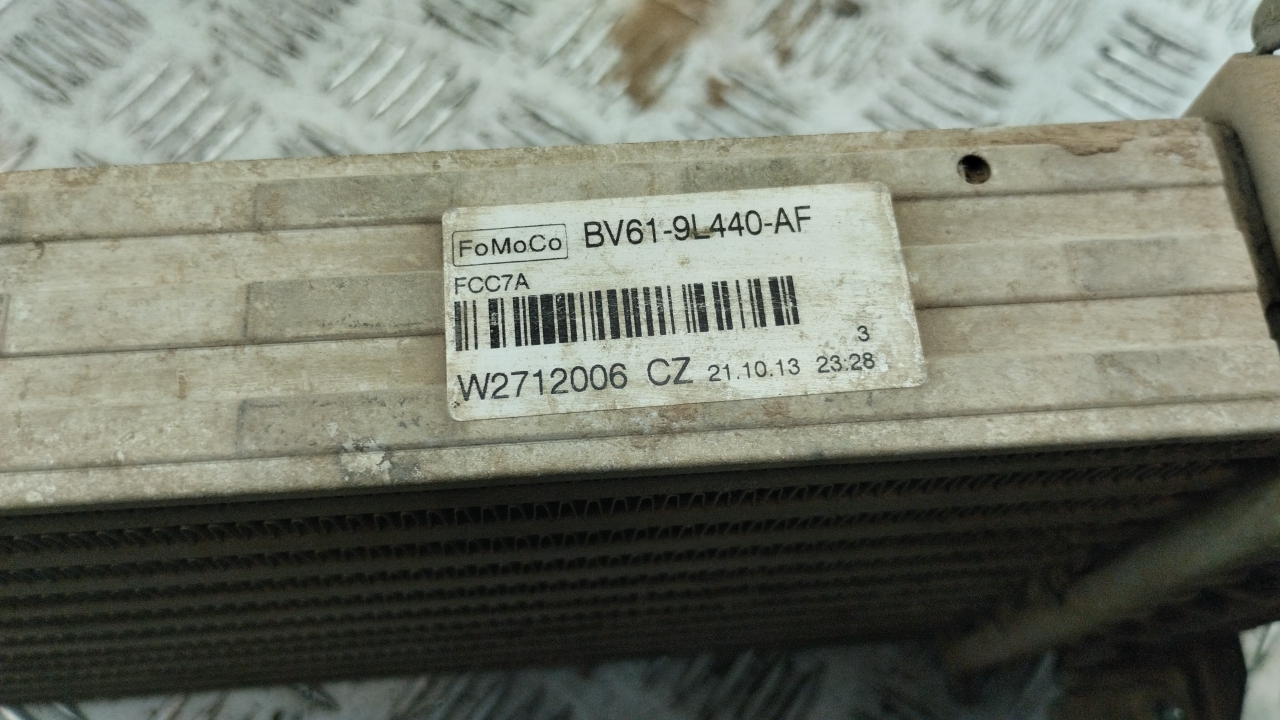 FoMoCo BV61-9L440-AF
FCC7A
3
W2712006 CZ 21.10.13 23:28